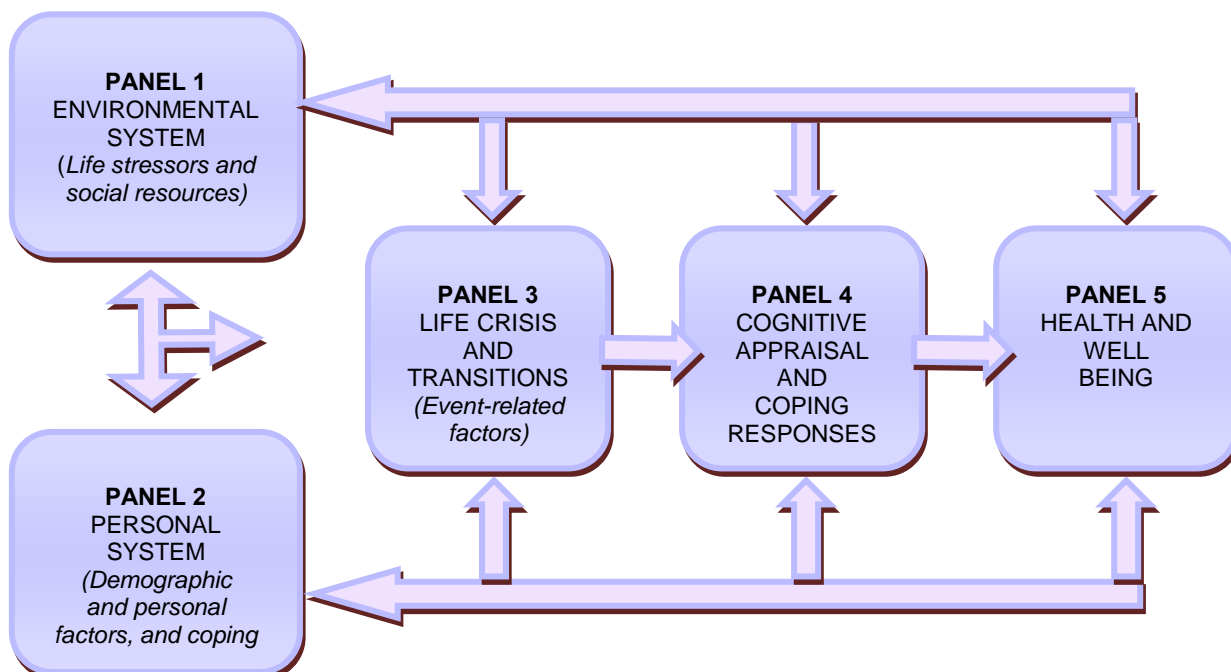 PANEL 1
ENVIRONMENTAL
SYSTEM
(Life stressors and
social resources)
PANEL 3
LIFE CRISIS
AND
TRANSITIONS
(Event-related
factors)
PANEL 4
COGNITIVE
APPRAISAL
AND
COPING
RESPONSES
PANEL 5
HEALTH AND
WELL
BEING
PANEL 2
PERSONAL
SYSTEM
(Demographic
and personal
factors, and coping